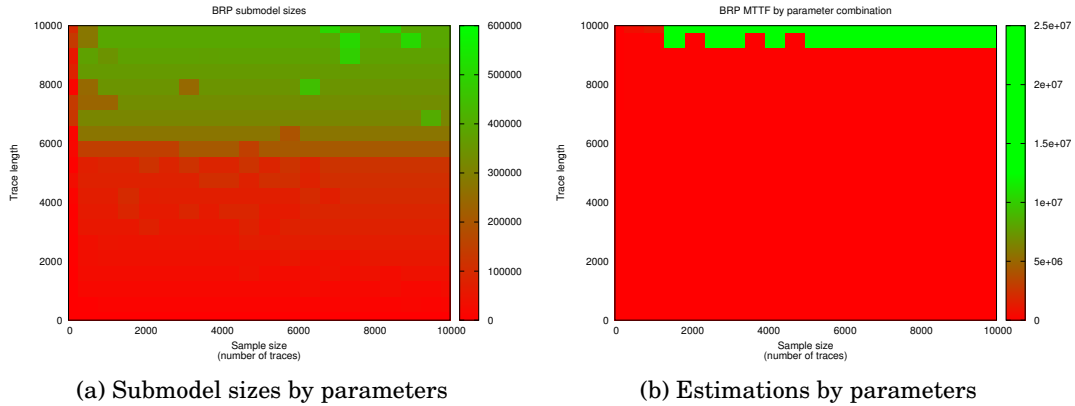 BRP submodel sizes
10000
8000
6000
4000
2000
0
Trace length
0 2000 4000 6000 8000 10000
Sample size
(number of traces)
600000
500000
400000
300000
200000
100000
0
(a) Submodel sizes by parameters
BRP MTTF by parameter combination
10000
8000
6000
4000
2000
0
Trace length
0 2000 4000 6000 8000 10000
Sample size
(number of traces)
2.5e+07
2e+07
1.5e+07
1e+07
5e+06
0
(b) Estimations by parameters